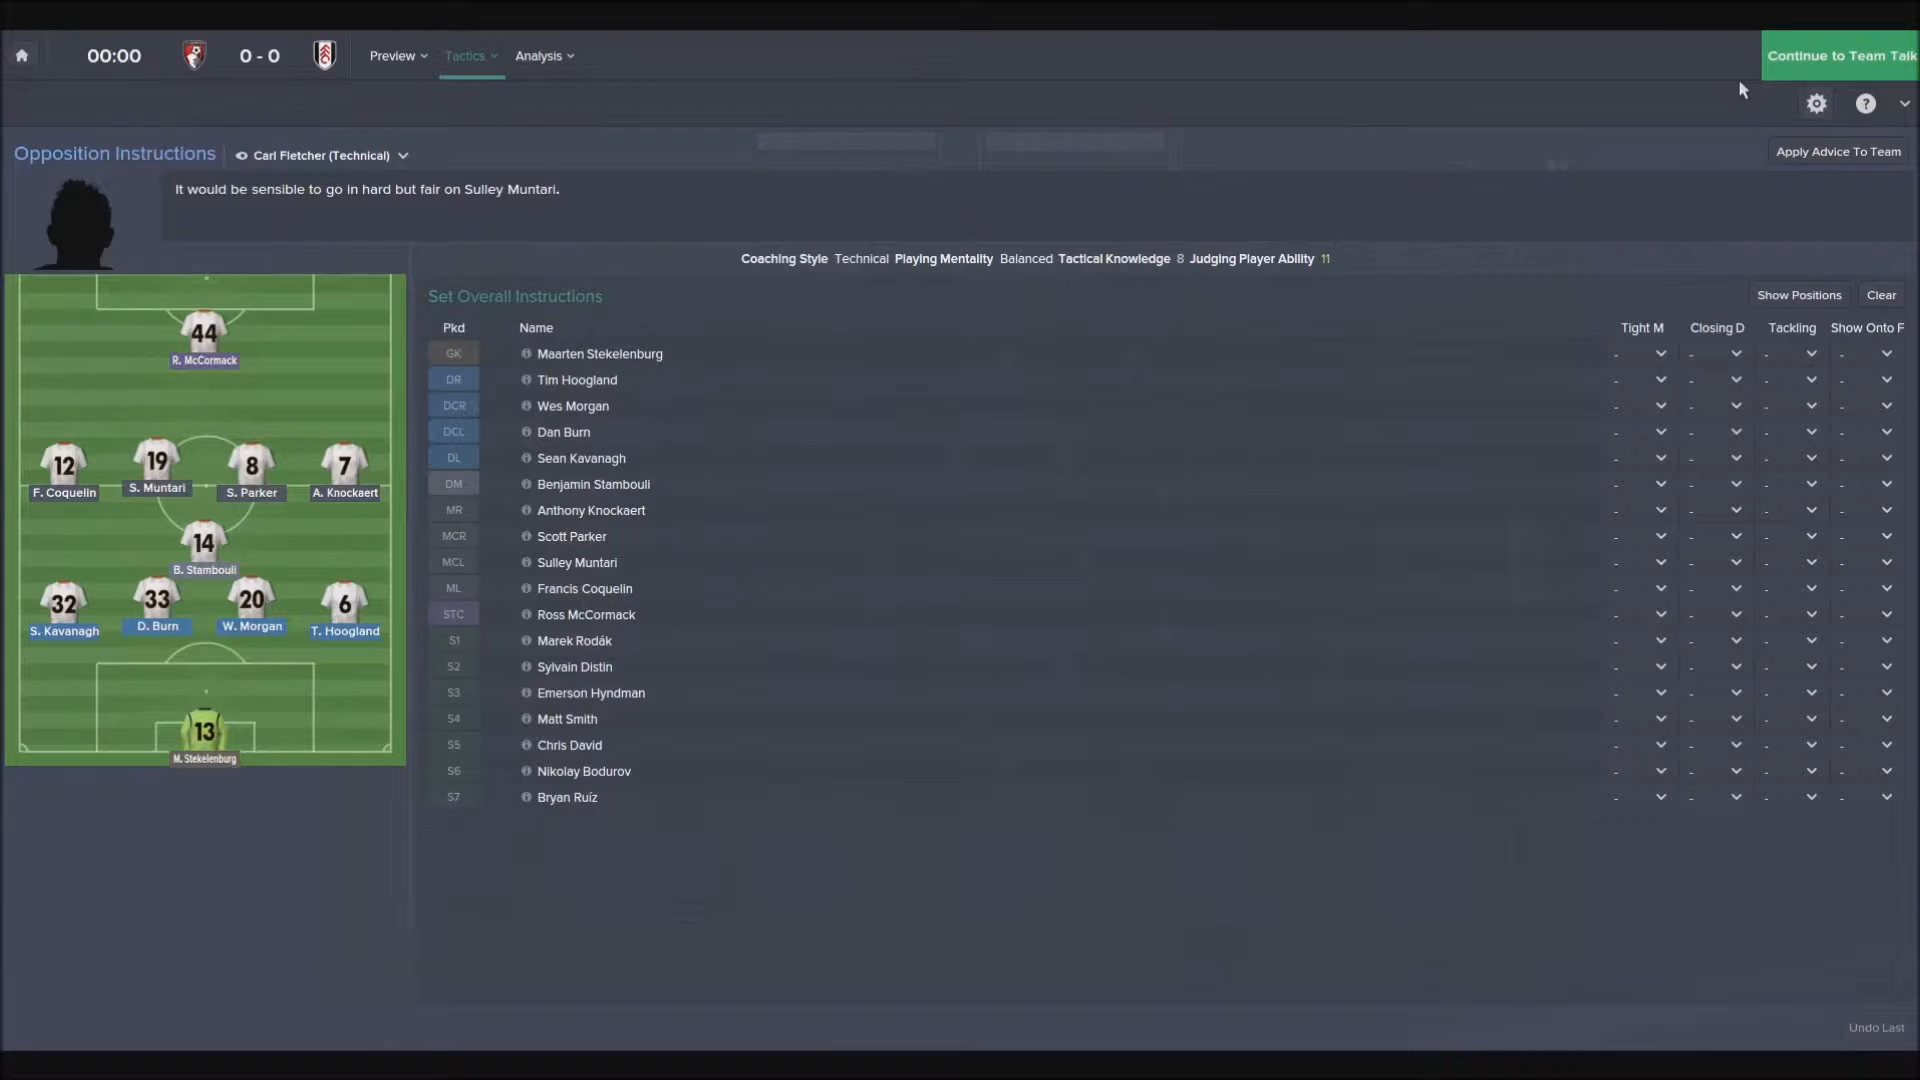 00:00 0 - 0 Preview Tactics Analysis Continue to Team Talk
?
Opposition Instructions Carl Fletcher (Technical) Apply Advice To Team
It would be sensible to go in hard but fair on Sulley Muntari.
Coaching Style Technical Playing Mentality Balanced Tactical Knowledge 8 Judging Player Ability 11
44
R. McCormack
12 19 8 7
F. Coquelin S. Muntari S. Parker A. Knockaert
14
B. Stambouli
32 33 20 6
S. Kavanagh D. Burn W. Morgan T. Hoogland
13
M. Stekelenburg
Set Overall Instructions Show Positions Clear
Pkd Name Tight M Closing D Tackling Show Onto F
GK Maarten Stekelenburg - - - -
DR Tim Hoogland - - - -
DCR Wes Morgan - - - -
DCL Dan Burn - - - -
DL Sean Kavanagh - - - -
DM Benjamin Stambouli - - - -
MR Anthony Knockaert - - - -
MCR Scott Parker - - - -
MCL Sulley Muntari - - - -
ML Francis Coquelin - - - -
STC Ross McCormack - - - -
S1 Marek Rodák - - - -
S2 Sylvain Distin - - - -
S3 Emerson Hyndman - - - -
S4 Matt Smith - - - -
S5 Chris David - - - -
S6 Nikolay Bodurov - - - -
S7 Bryan Ruíz - - - -
Undo Last